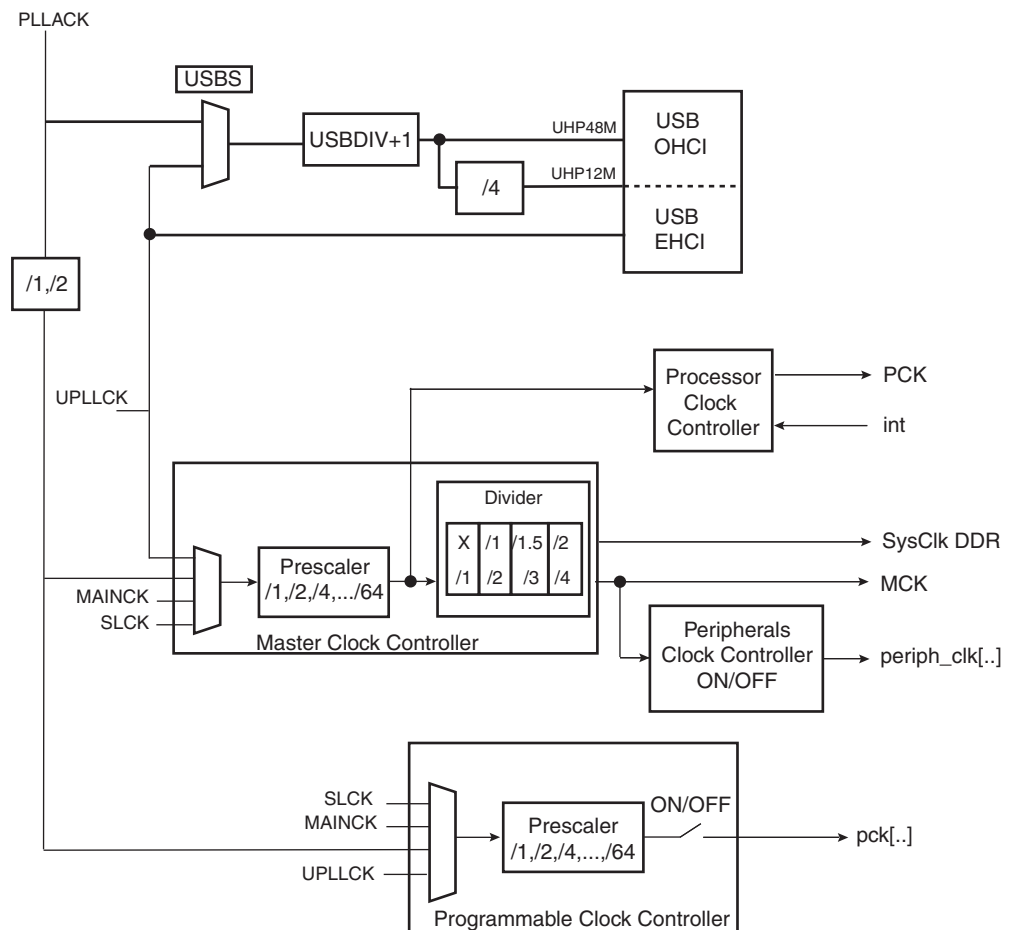 PLLACK
USBS
USBDIV+1
UHP48M
USB
OHCI
/4
UHP12M
USB
EHCI
/1,/2
UPLLCK
Processor
Clock
Controller
PCK
int
Divider
X /1 /1.5 /2
/1 /2 /3 /4
Prescaler
/1,/2,/4,.../64
MAINCK
SLCK
Master Clock Controller
SysClk DDR
MCK
Peripherals
Clock Controller
ON/OFF
periph_clk[..]
SLCK
MAINCK
UPLLCK
Prescaler
/1,/2,/4,...,/64
ON/OFF
pck[..]
Programmable Clock Controller